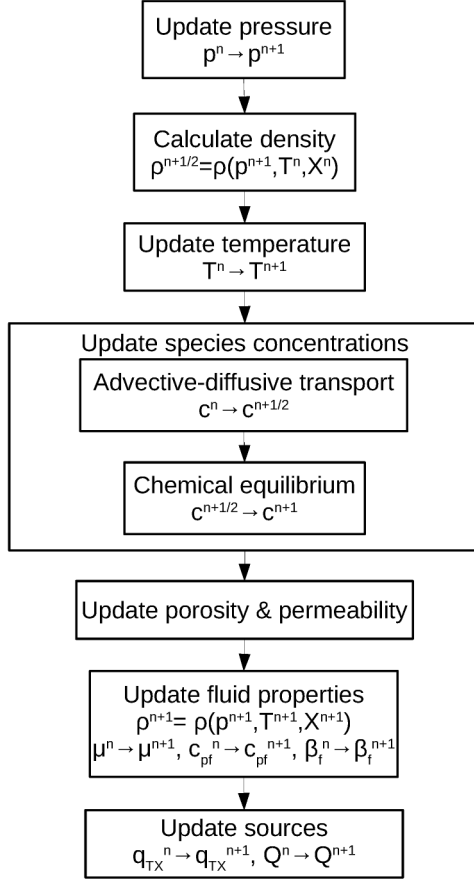 Update pressure
pⁿ→pⁿ⁺¹
Calculate density
ρⁿ⁺¹ᐟ²=ρ(pⁿ⁺¹,Tⁿ,Xⁿ)
Update temperature
Tⁿ→Tⁿ⁺¹
Update species concentrations
Advective-diffusive transport
cⁿ→cⁿ⁺¹ᐟ²
Chemical equilibrium
cⁿ⁺¹ᐟ²→cⁿ⁺¹
Update porosity & permeability
Update fluid properties
ρⁿ⁺¹= ρ(pⁿ⁺¹,Tⁿ⁺¹,Xⁿ⁺¹)
μⁿ→μⁿ⁺¹, c_pfⁿ→c_pfⁿ⁺¹, β_fⁿ→β_fⁿ⁺¹
Update sources
q_TXⁿ→q_TXⁿ⁺¹, Qⁿ→Qⁿ⁺¹